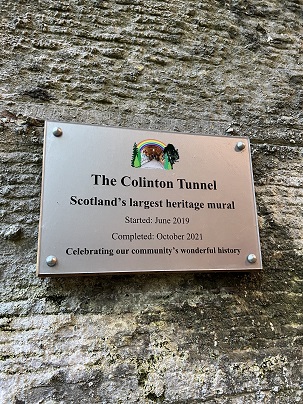 The Colinton Tunnel
Scotland's largest heritage mural
Started: June 2019
Completed: October 2021
Celebrating our community's wonderful history